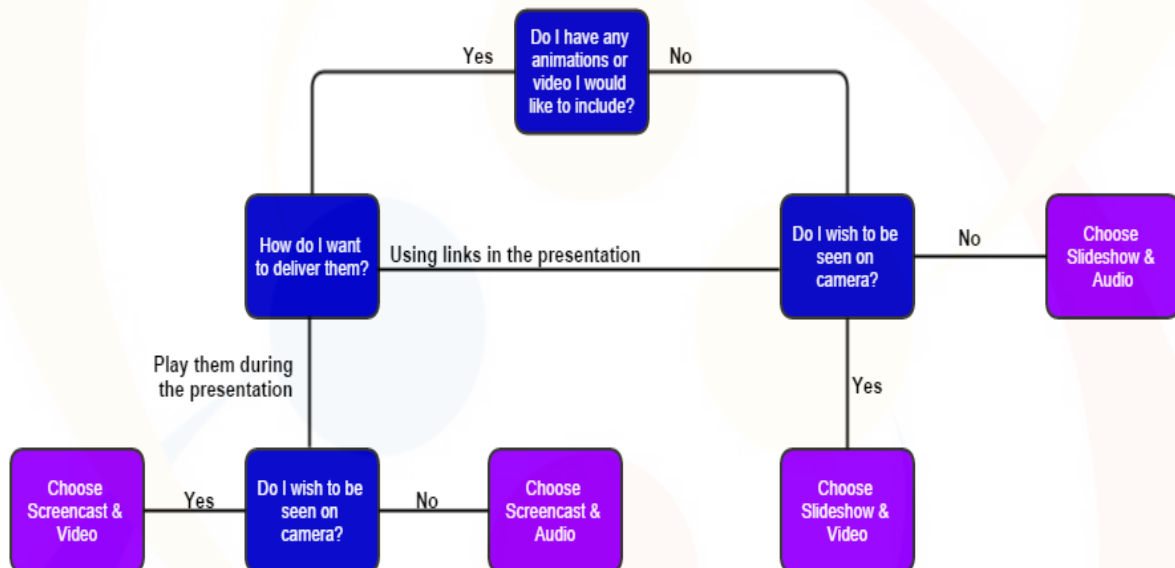 Do I have any
animations or
video I would
like to include?
Yes
No
How do I want
to deliver them?
Using links in the presentation
Do I wish to be
seen on
camera?
No
Choose
Slideshow &
Audio
Play them during
the presentation
Yes
Choose
Screencast &
Video
Yes
Do I wish to be
seen on
camera?
No
Choose
Screencast &
Audio
Choose
Slideshow &
Video